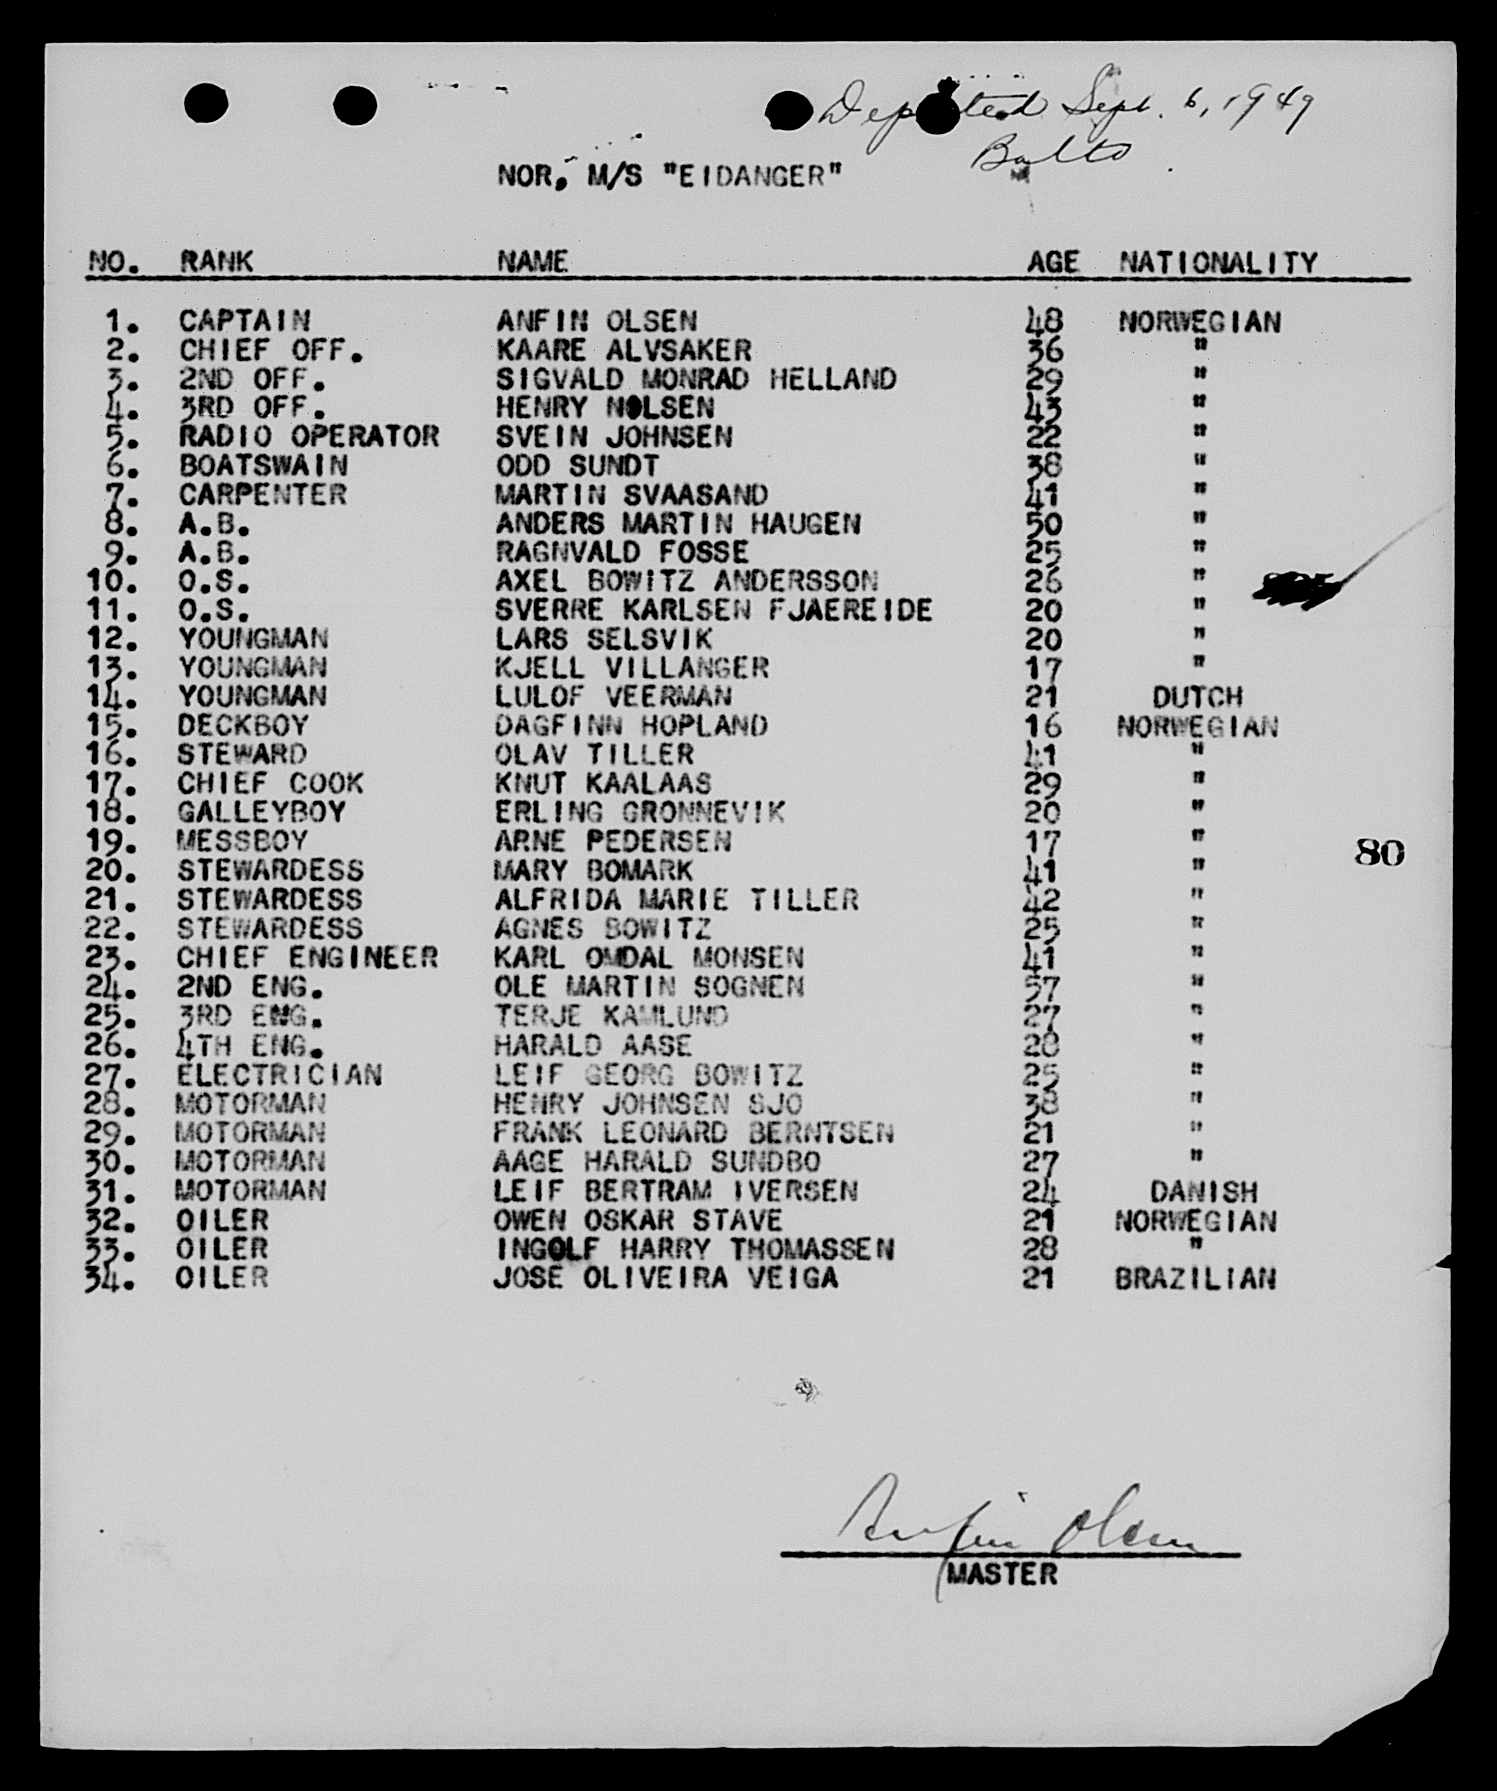 Departed Sept. 6, 1949
Balto
NOR. M/S "EIDANGER"
NO. RANK NAME AGE NATIONALITY
1. CAPTAIN ANFIN OLSEN 48 NORWEGIAN
2. CHIEF OFF. KAARE ALVSAKER 36 "
3. 2ND OFF. SIGVALD MONRAD HELLAND 29 "
4. 3RD OFF. HENRY NOLSEN 43 "
5. RADIO OPERATOR SVEIN JOHNSEN 22 "
6. BOATSWAIN ODD SUNDT 38 "
7. CARPENTER MARTIN SVAASAND 41 "
8. A.B. ANDERS MARTIN HAUGEN 50 "
9. A.B. RAGNVALD FOSSE 25 "
10. O.S. AXEL BOWITZ ANDERSSON 26 "
11. O.S. SVERRE KARLSEN FJAEREIDE 20 "
12. YOUNGMAN LARS SELSVIK 20 "
13. YOUNGMAN KJELL VILLANGER 17 "
14. YOUNGMAN LULOF VEERMAN 21 DUTCH
15. DECKBOY DAGFINN HOPLAND 16 NORWEGIAN
16. STEWARD OLAV TILLER 41 "
17. CHIEF COOK KNUT KAALAAS 29 "
18. GALLEYBOY ERLING GRONNEVIK 20 "
19. MESSBOY ARNE PEDERSEN 17 "
80
20. STEWARDESS MARY BOMARK 41 "
21. STEWARDESS ALFRIDA MARIE TILLER 42 "
22. STEWARDESS AGNES BOWITZ 25 "
23. CHIEF ENGINEER KARL OMDAL MONSEN 41 "
24. 2ND ENG. OLE MARTIN SOGNEN 57 "
25. 3RD ENG. TERJE KAMLUND 27 "
26. 4TH ENG. HARALD AASE 28 "
27. ELECTRICIAN LEIF GEORG BOWITZ 25 "
28. MOTORMAN HENRY JOHNSEN SJO 38 "
29. MOTORMAN FRANK LEONARD BERNTSEN 21 "
30. MOTORMAN AAGE HARALD SUNDBO 27 "
31. MOTORMAN LEIF BERTRAM IVERSEN 24 DANISH
32. OILER OWEN OSKAR STAVE 21 NORWEGIAN
33. OILER INGOLF HARRY THOMASSEN 28 "
34. OILER JOSE OLIVEIRA VEIGA 21 BRAZILIAN
Anfin Olsen
MASTER